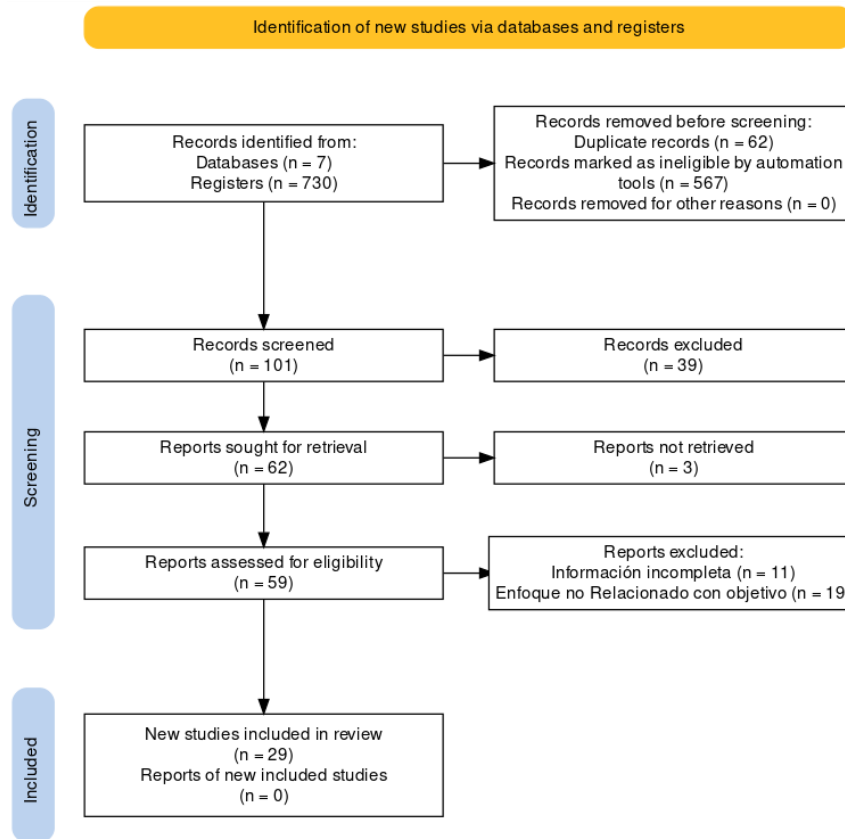 Identification of new studies via databases and registers
Identification
Records identified from:
Databases (n = 7)
Registers (n = 730)
Records removed before screening:
Duplicate records (n = 62)
Records marked as ineligible by automation
tools (n = 567)
Records removed for other reasons (n = 0)
Screening
Records screened
(n = 101)
Records excluded
(n = 39)
Reports sought for retrieval
(n = 62)
Reports not retrieved
(n = 3)
Reports assessed for eligibility
(n = 59)
Reports excluded:
Información incompleta (n = 11)
Enfoque no Relacionado con objetivo (n = 19
Included
New studies included in review
(n = 29)
Reports of new included studies
(n = 0)